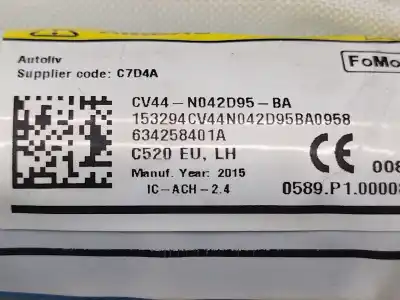 Autoliv
Supplier code: C7D4A
FoMo
CV44-N042D95-BA
153294CV44N042D95BA0958
634258401A
C520 EU, LH
CE 008
Manuf. Year: 2015
IC-ACH-2.4
0589.P1.00008